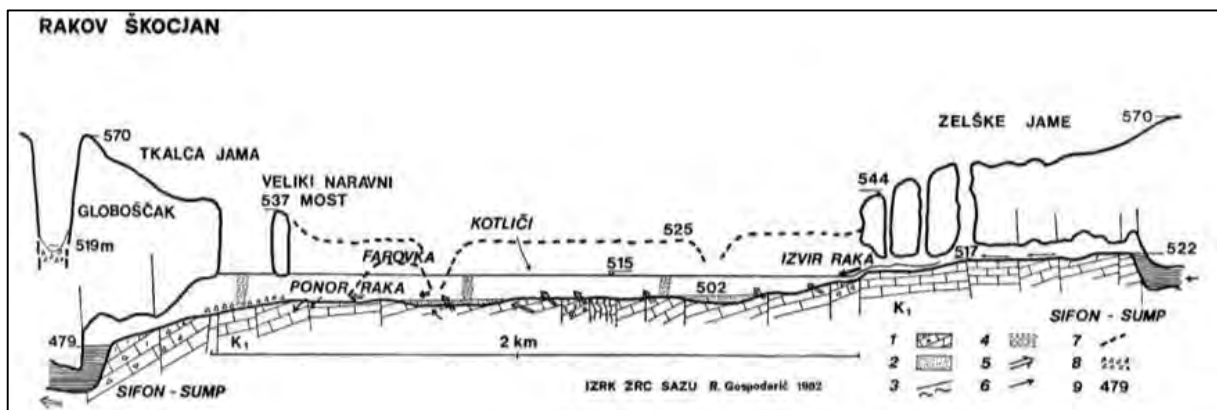 RAKOV ŠKOCJAN
570
TKALCA JAMA
GLOBOŠČAK
519m
VELIKI NARAVNI
537 MOST
KOTLIČI
525
FAROVKA
515
PONOR RAKA
502
ZELŠKE JAME
570
544
IZVIR RAKA
517
522
479
K₁
2 km
K₁
SIFON - SUMP
SIFON - SUMP
IZRK ZRC SAZU R. Gospodarič 1982
1 4 7
2 5 8
3 6 9 479